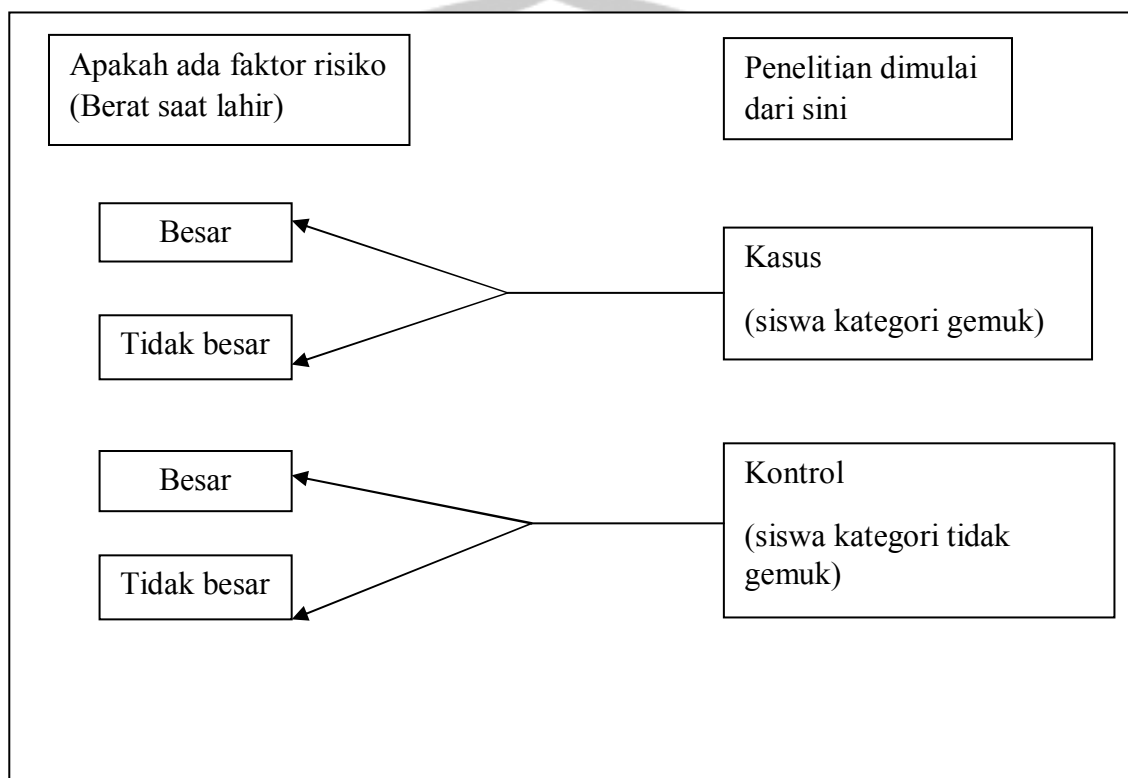 Apakah ada faktor risiko
(Berat saat lahir)
Penelitian dimulai
dari sini
Besar
Tidak besar
Kasus
(siswa kategori gemuk)
Besar
Tidak besar
Kontrol
(siswa kategori tidak
gemuk)